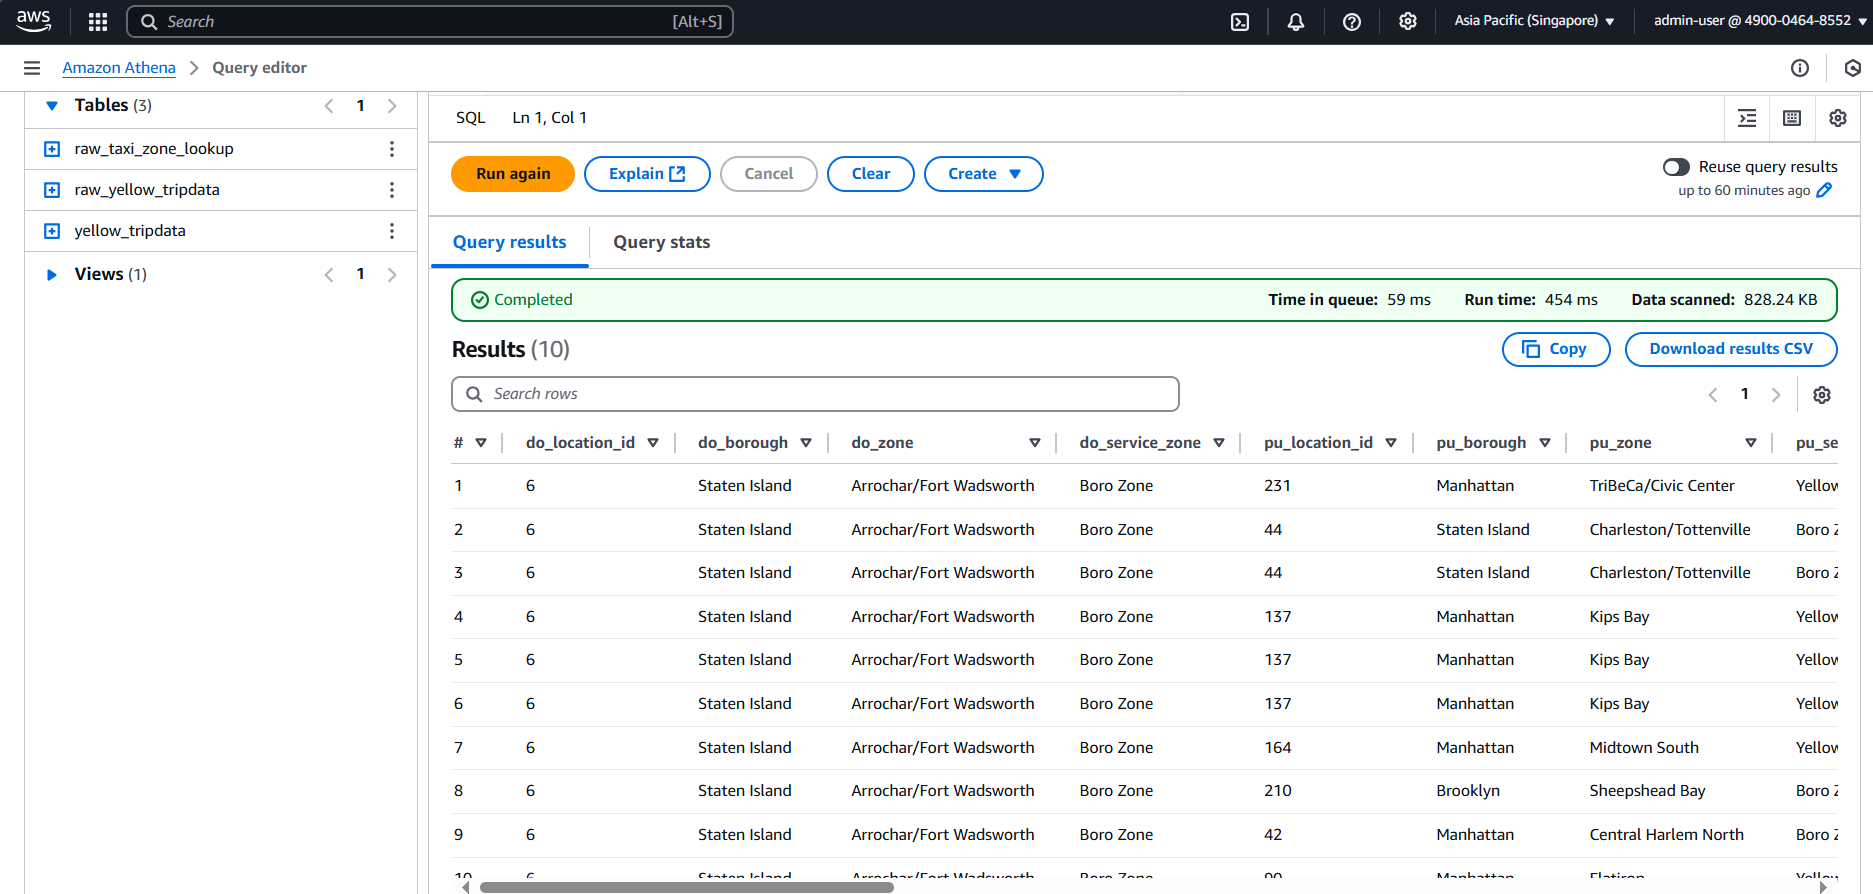 aws Search [Alt+S] Asia Pacific (Singapore) admin-user @ 4900-0464-8552
Amazon Athena Query editor
Tables (3) 1
raw_taxi_zone_lookup
raw_yellow_tripdata
yellow_tripdata
Views (1) 1
SQL Ln 1, Col 1
Run again Explain Cancel Clear Create
Reuse query results
up to 60 minutes ago
Query results Query stats
Completed Time in queue: 59 ms Run time: 454 ms Data scanned: 828.24 KB
Results (10) Copy Download results CSV
Search rows 1
# do_location_id do_borough do_zone do_service_zone pu_location_id pu_borough pu_zone pu_se
1 6 Staten Island Arrochar/Fort Wadsworth Boro Zone 231 Manhattan TriBeCa/Civic Center Yellow
2 6 Staten Island Arrochar/Fort Wadsworth Boro Zone 44 Staten Island Charleston/Tottenville Boro Z
3 6 Staten Island Arrochar/Fort Wadsworth Boro Zone 44 Staten Island Charleston/Tottenville Boro Z
4 6 Staten Island Arrochar/Fort Wadsworth Boro Zone 137 Manhattan Kips Bay Yellow
5 6 Staten Island Arrochar/Fort Wadsworth Boro Zone 137 Manhattan Kips Bay Yellow
6 6 Staten Island Arrochar/Fort Wadsworth Boro Zone 137 Manhattan Kips Bay Yellow
7 6 Staten Island Arrochar/Fort Wadsworth Boro Zone 164 Manhattan Midtown South Yellow
8 6 Staten Island Arrochar/Fort Wadsworth Boro Zone 210 Brooklyn Sheepshead Bay Boro Z
9 6 Staten Island Arrochar/Fort Wadsworth Boro Zone 42 Manhattan Central Harlem North Boro Z
10 6 Staten Island Arrochar/Fort Wadsworth Boro Zone 90 Manhattan Flatiron Yellow